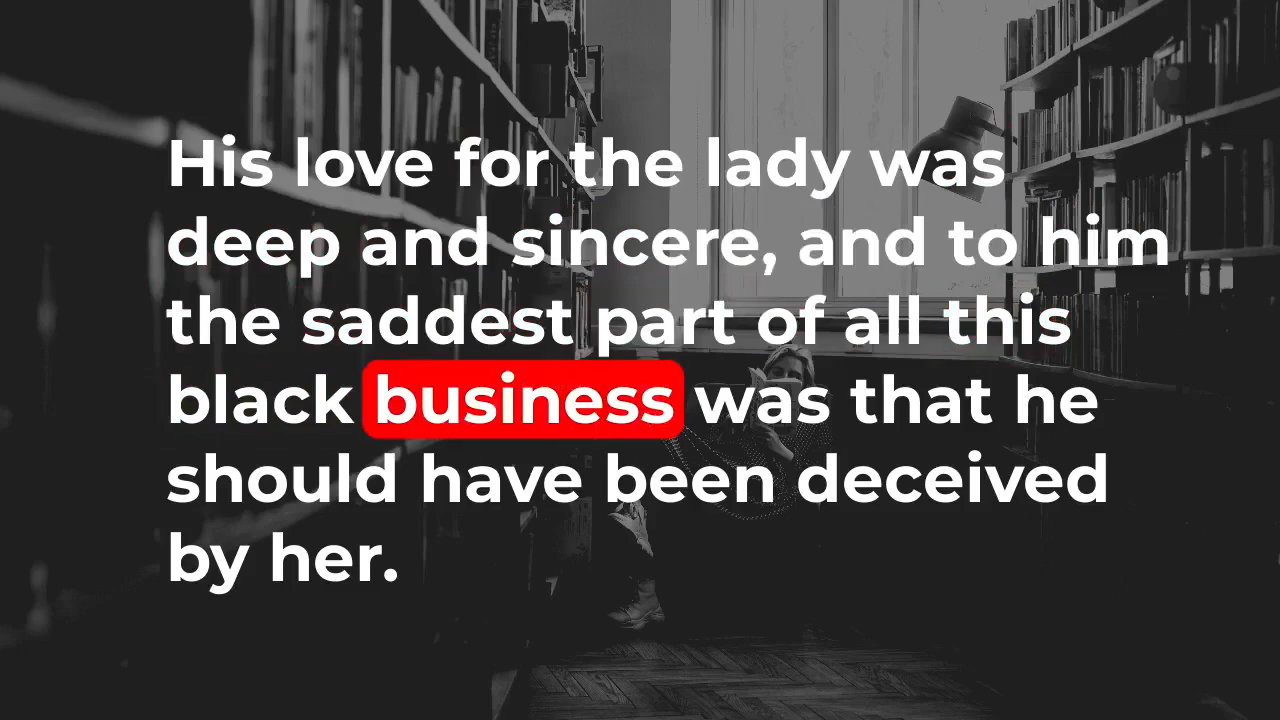 His love for the lady was
deep and sincere, and to him
the saddest part of all this
black business was that he
should have been deceived
by her.